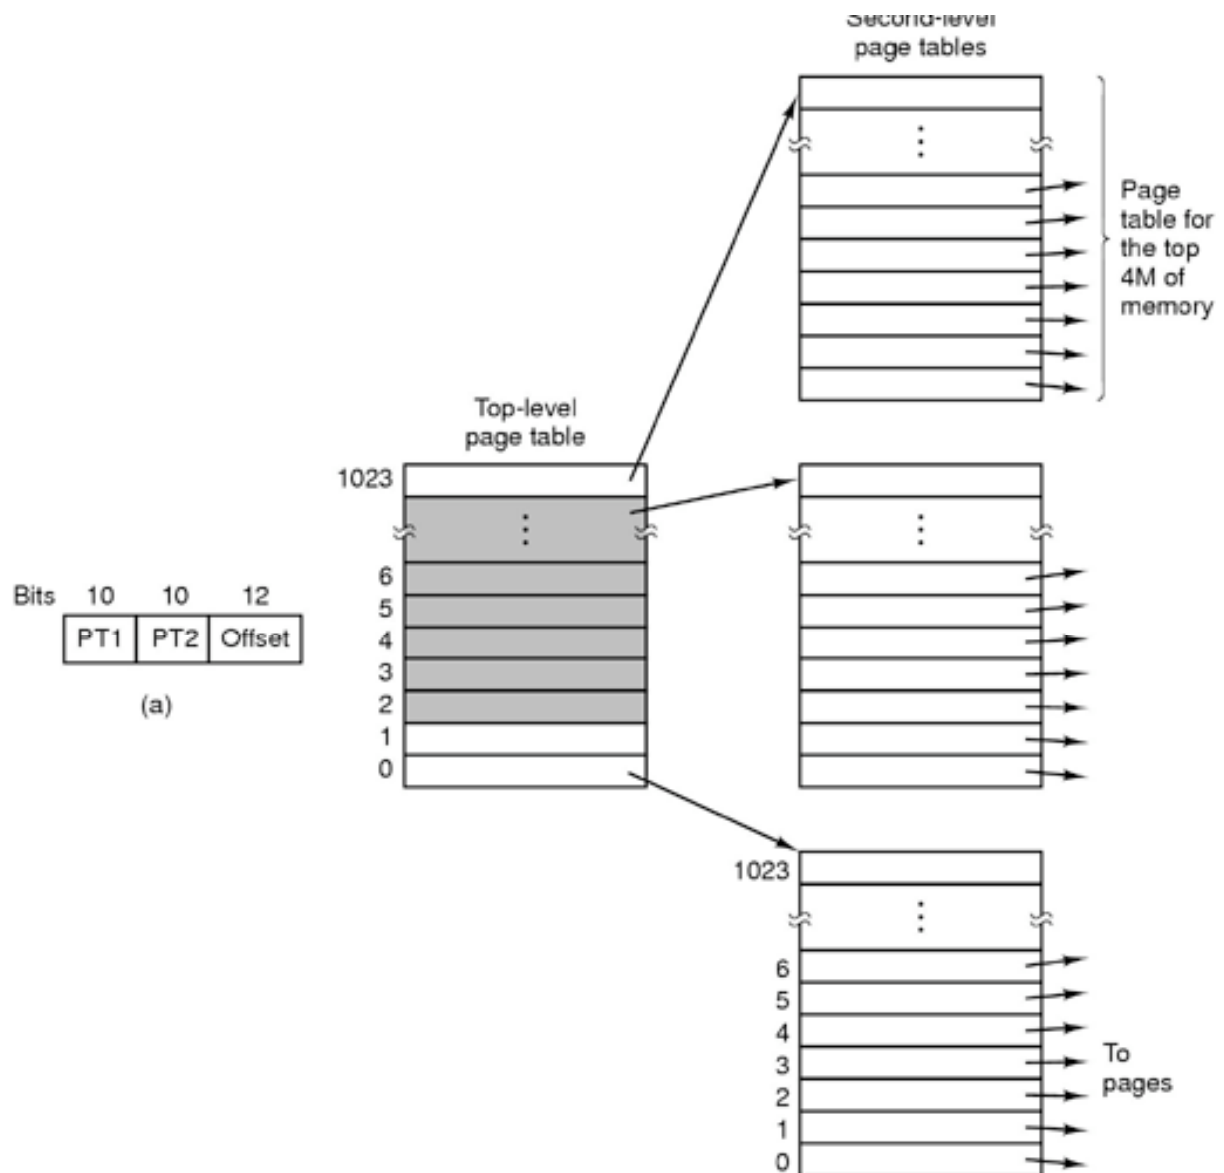 Second-level
page tables
Page
table for
the top
4M of
memory
Top-level
page table
1023
6
5
4
3
2
1
0
Bits 10 10 12
PT1 PT2 Offset
(a)
1023
6
5
4
3
2
1
0
To
pages